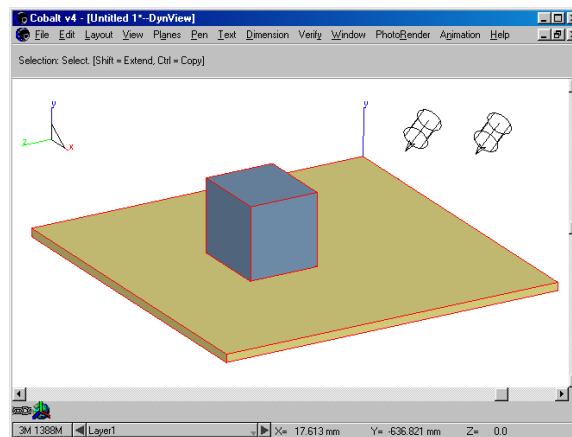 Cobalt v4 - [Untitled 1*--DynView]
File Edit Layout View Planes Pen Text Dimension Verify Window PhotoRender Animation Help
Selection: Select. [Shift = Extend, Ctrl = Copy]
y y
z x
3M 1388M Layer1 X= 17.613 mm Y= -636.821 mm Z= 0.0